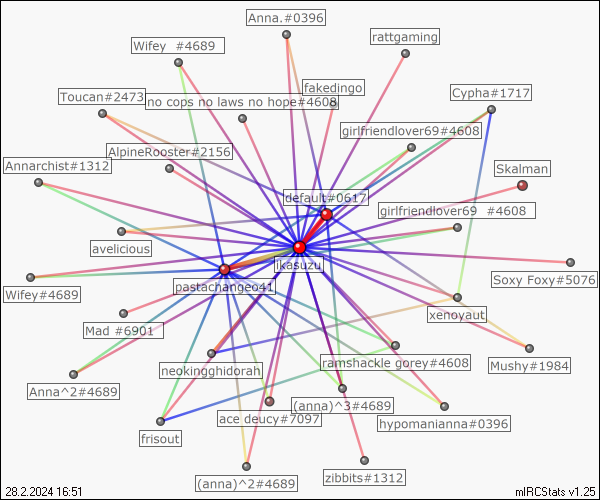 Anna.#0396
Wifey  #4689
rattgaming
fakedingo
Cypha#1717
Toucan#2473
no cops no laws no hope#4608
girlfriendlover69#4608
AlpineRooster#2156
Annarchist#1312
Skalman
default#0617
girlfriendlover69  #4608
avelicious
ikasuzu
Soxy Foxy#5076
pastachangeo41
Wifey#4689
xenoyaut
Mad #6901
ramshackle gorey#4608
Mushy#1984
neokingghidorah
Anna^2#4689
(anna)^3#4689
ace deucy#7097
hypomanianna#0396
frisout
zibbits#1312
(anna)^2#4689
28.2.2024 16:51
mIRCStats v1.25